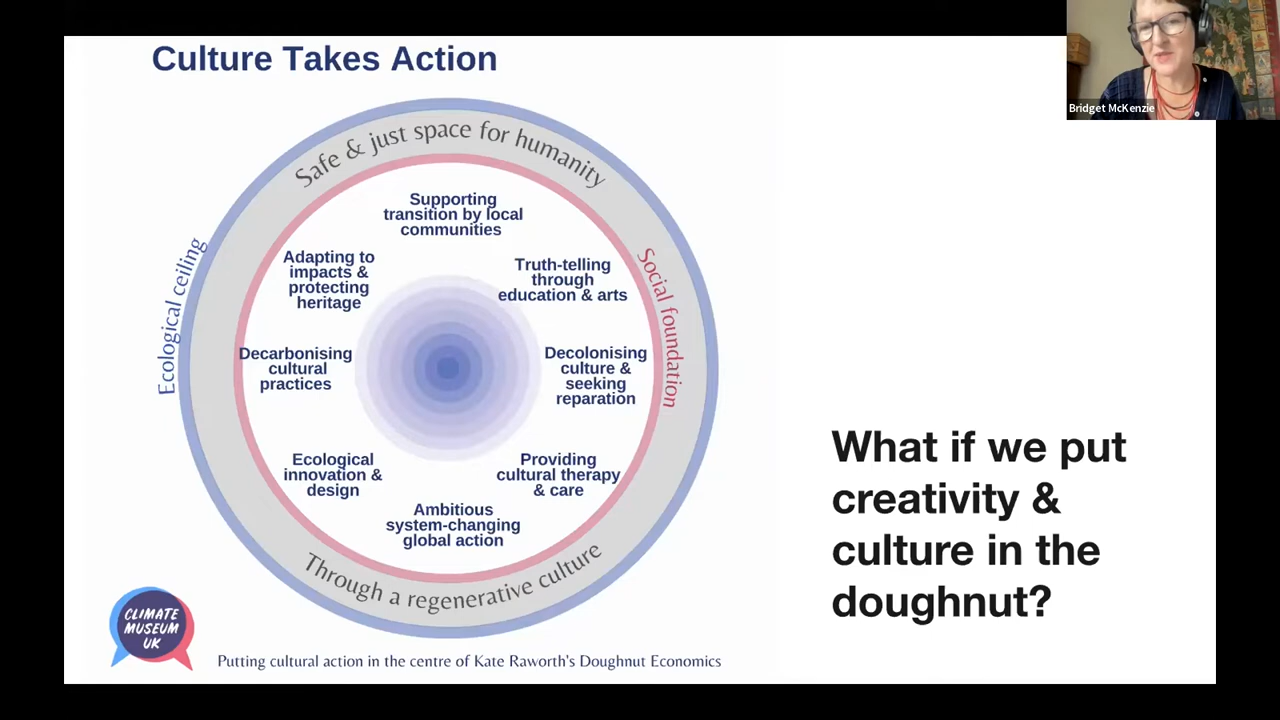 Culture Takes Action
Bridget McKenzie
Safe & just space for humanity
Ecological ceiling
Social foundation
Supporting
transition by local
communities
Adapting to
impacts &
protecting
heritage
Truth-telling
through
education & arts
Decarbonising
cultural
practices
Decolonising
culture &
seeking
reparation
Ecological
innovation &
design
Providing
cultural therapy
& care
Ambitious
system-changing
global action
Through a regenerative culture
What if we put
creativity &
culture in the
doughnut?
CLIMATE
MUSEUM
UK
Putting cultural action in the centre of Kate Raworth's Doughnut Economics